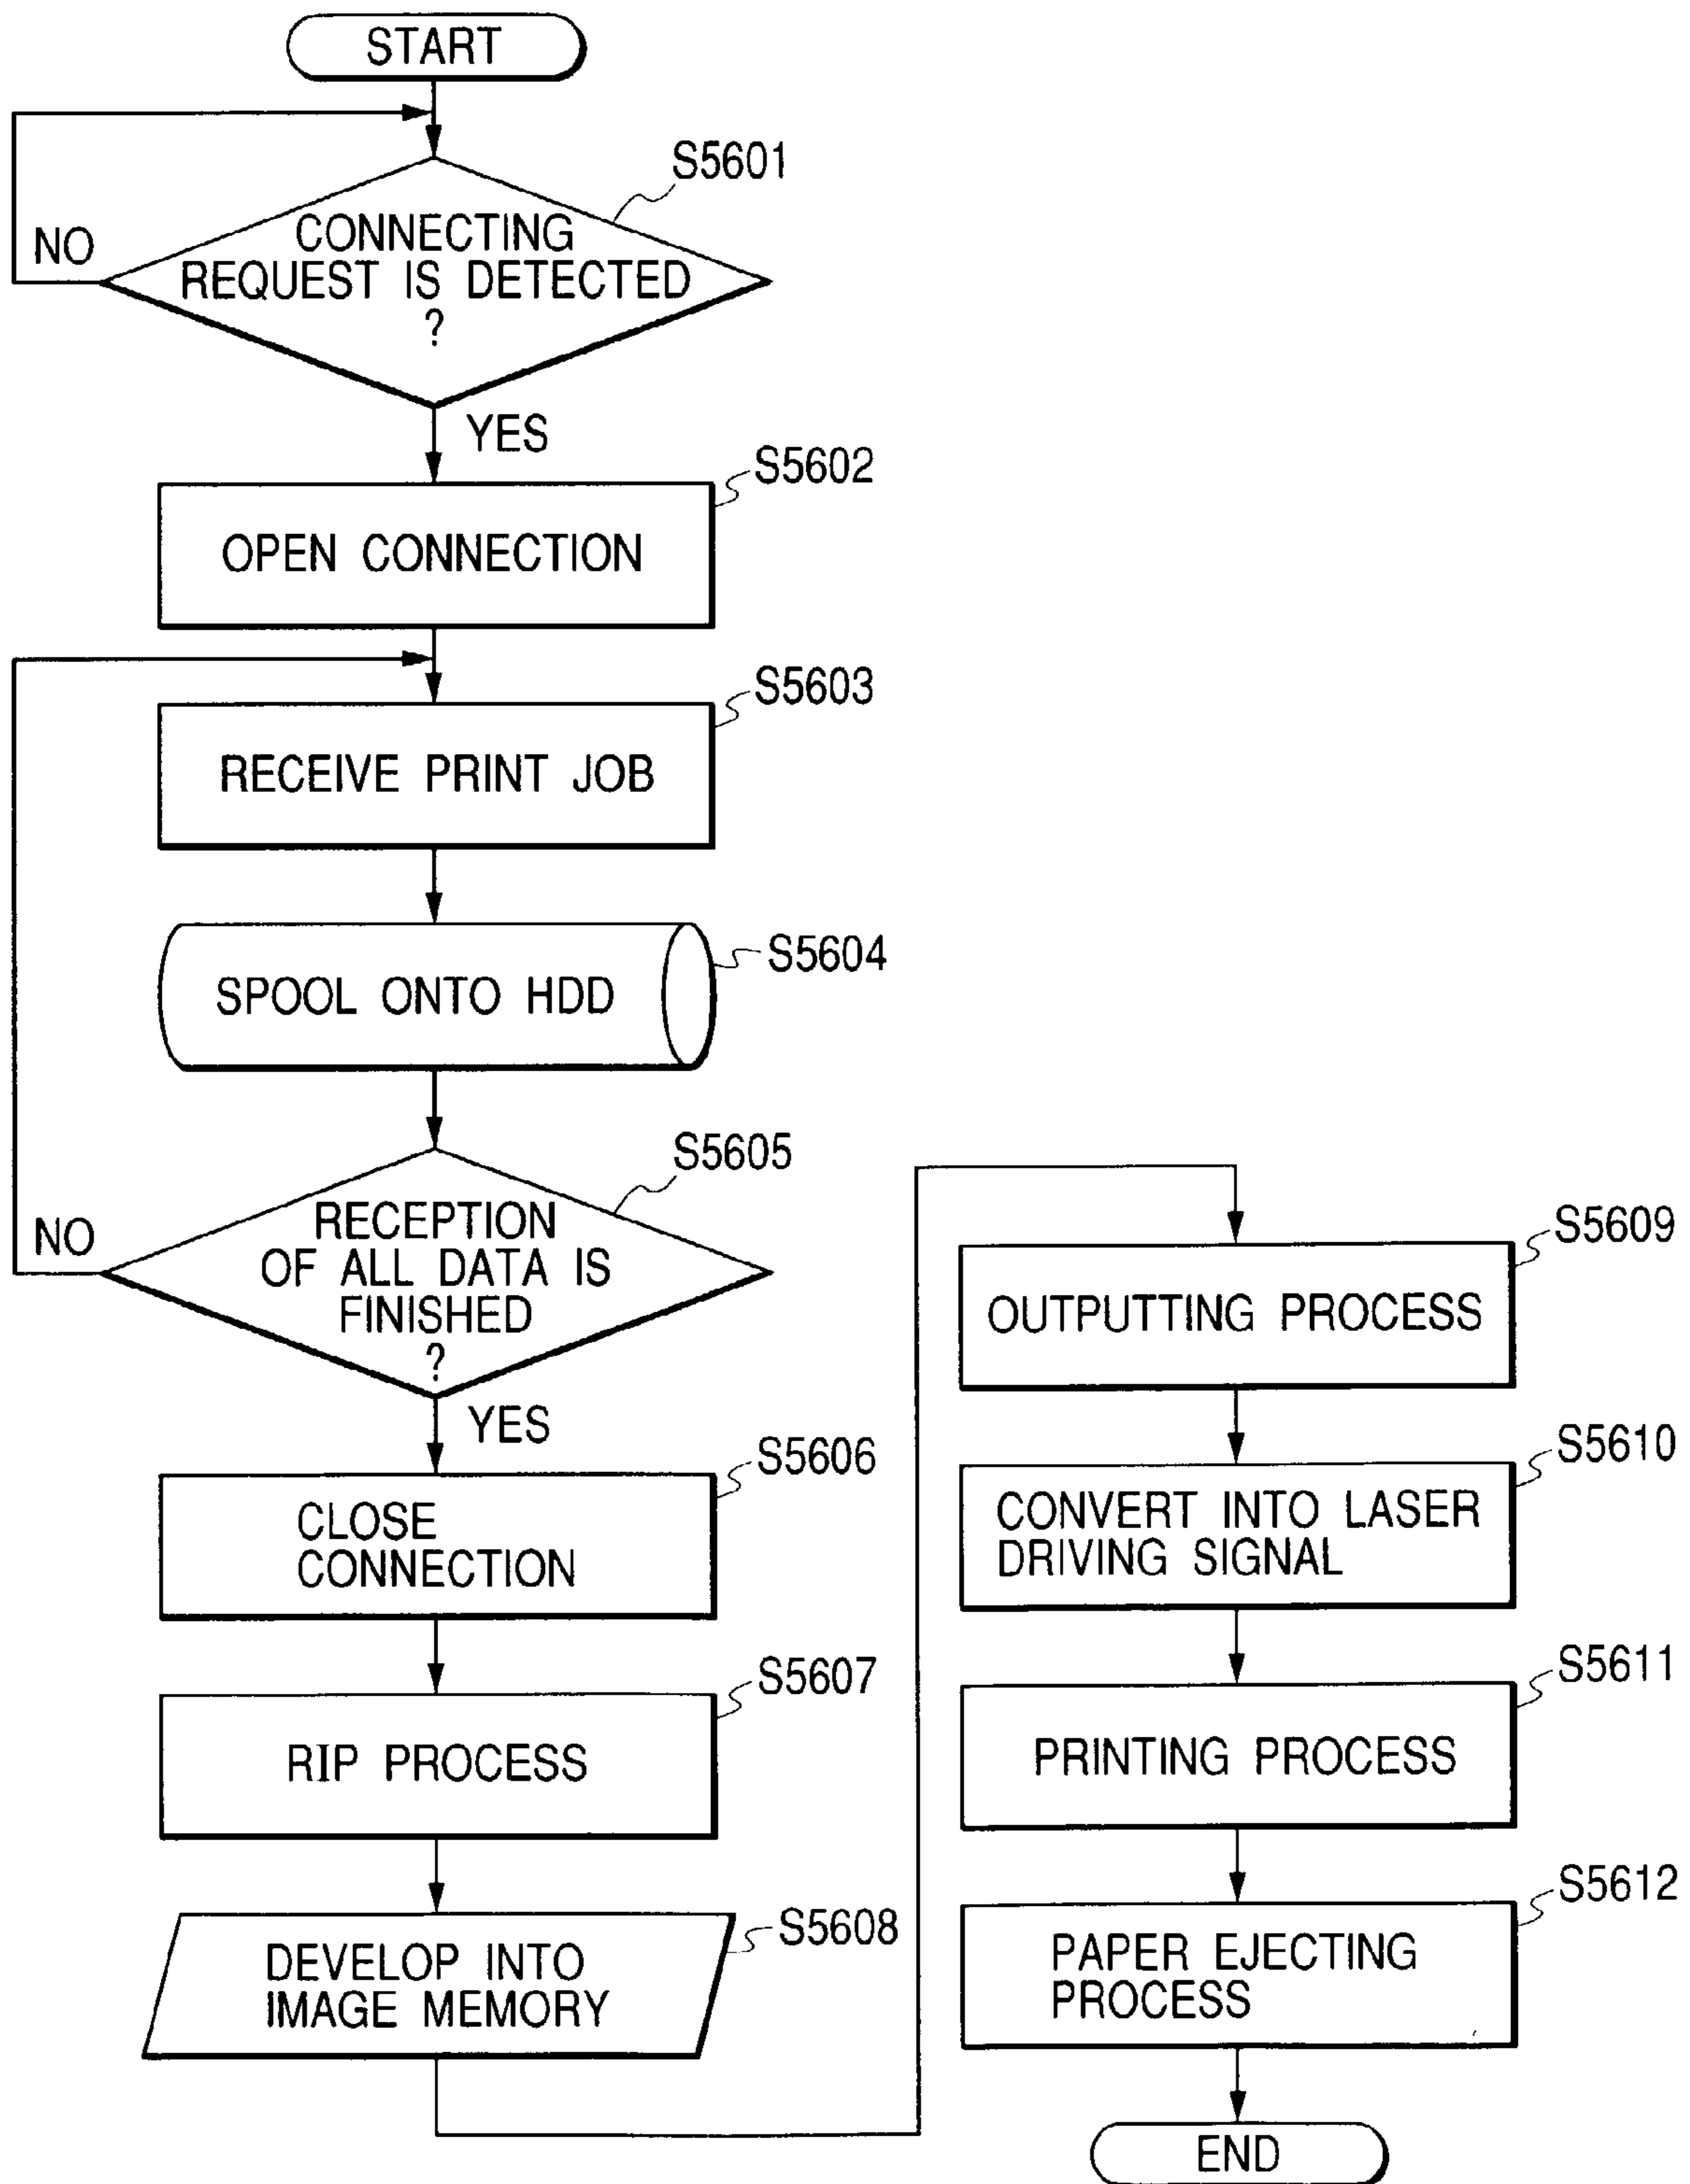 START
S5601
NO
CONNECTING
REQUEST IS DETECTED
?
YES
S5602
OPEN CONNECTION
S5603
RECEIVE PRINT JOB
S5604
SPOOL ONTO HDD
S5605
NO
RECEPTION
OF ALL DATA IS
FINISHED
?
YES
S5606
CLOSE
CONNECTION
S5607
RIP PROCESS
S5608
DEVELOP INTO
IMAGE MEMORY
S5609
OUTPUTTING PROCESS
S5610
CONVERT INTO LASER
DRIVING SIGNAL
S5611
PRINTING PROCESS
S5612
PAPER EJECTING
PROCESS
END